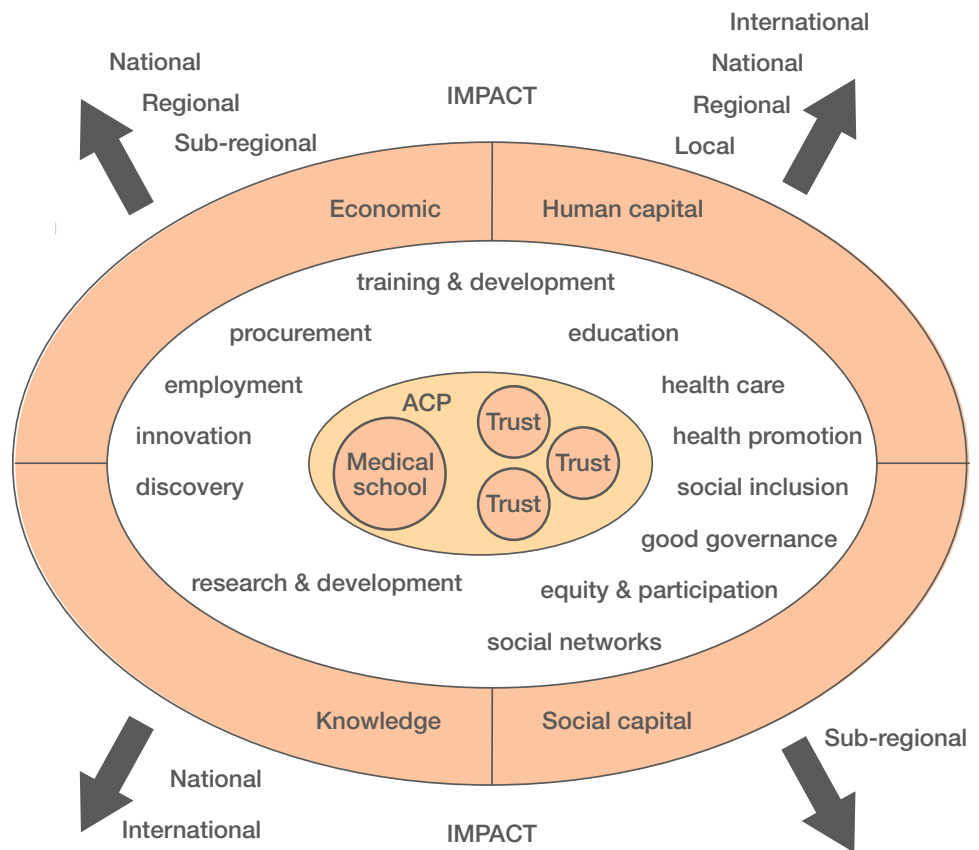 International
National
National
IMPACT
Regional
Regional
Sub-regional
Local
Economic
Human capital
training & development
procurement
education
employment
health care
ACP
innovation
Trust
health promotion
Medical
school
Trust
discovery
Trust
social inclusion
good governance
research & development
equity & participation
social networks
Knowledge
Social capital
Sub-regional
National
International
IMPACT